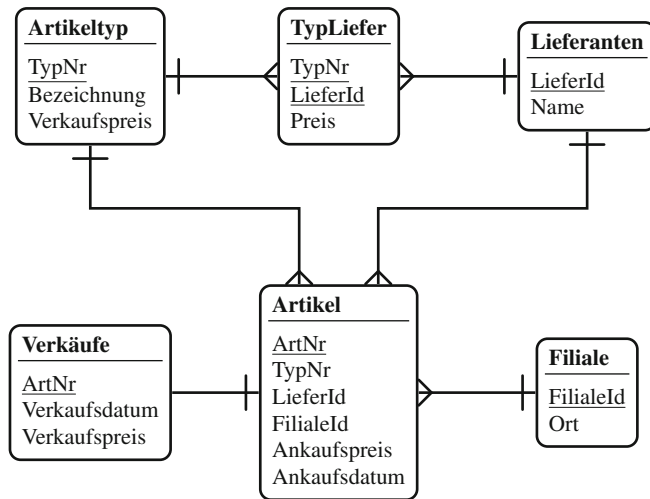 Artikeltyp
TypNr
Bezeichnung
Verkaufspreis
TypLiefer
TypNr
LieferId
Preis
Lieferanten
LieferId
Name
Verkäufe
ArtNr
Verkaufsdatum
Verkaufspreis
Artikel
ArtNr
TypNr
LieferId
FilialeId
Ankaufspreis
Ankaufsdatum
Filiale
FilialeId
Ort